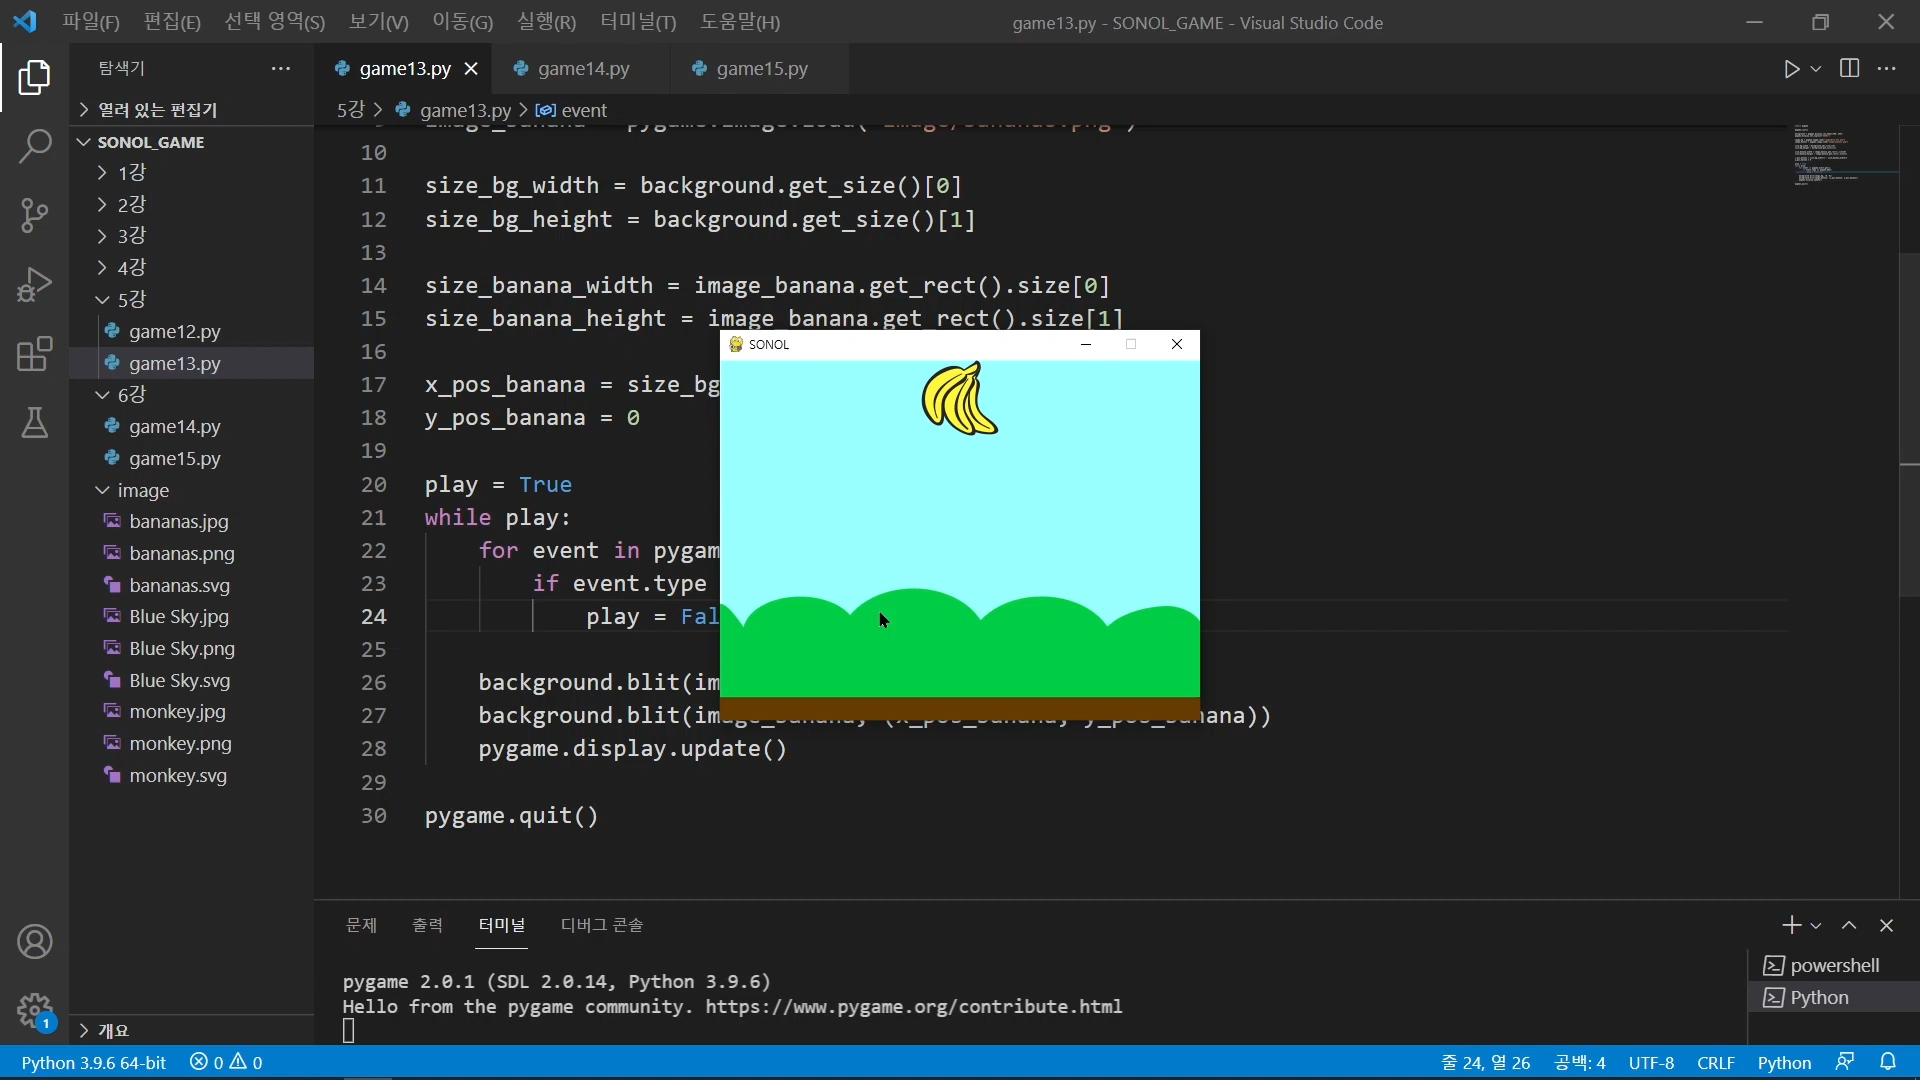 파일(F) 편집(E) 선택 영역(S) 보기(V) 이동(G) 실행(R) 터미널(T) 도움말(H)
game13.py - SONOL_GAME - Visual Studio Code
탐색기
game13.py game14.py game15.py
열려 있는 편집기
5강 > game13.py > event
SONOL_GAME
1강
2강
3강
4강
5강
game12.py
game13.py
6강
game14.py
game15.py
image
bananas.jpg
bananas.png
bananas.svg
Blue Sky.jpg
Blue Sky.png
Blue Sky.svg
monkey.jpg
monkey.png
monkey.svg
개요
10
11 size_bg_width = background.get_size()[0]
12 size_bg_height = background.get_size()[1]
13
14 size_banana_width = image_banana.get_rect().size[0]
15 size_banana_height = image_banana.get_rect().size[1]
16
17 x_pos_banana = size_bg
18 y_pos_banana = 0
19
20 play = True
21 while play:
22 for event in pygam
23 if event.type
24 play = Fal
25
26 background.blit(im
27 background.blit(image_banana, (x_pos_banana, y_pos_banana))
28 pygame.display.update()
29
30 pygame.quit()
SONOL
문제 출력 터미널 디버그 콘솔
pygame 2.0.1 (SDL 2.0.14, Python 3.9.6)
Hello from the pygame community. https://www.pygame.org/contribute.html
powershell
Python
1
Python 3.9.6 64-bit 0 0
줄 24, 열 26 공백: 4 UTF-8 CRLF Python